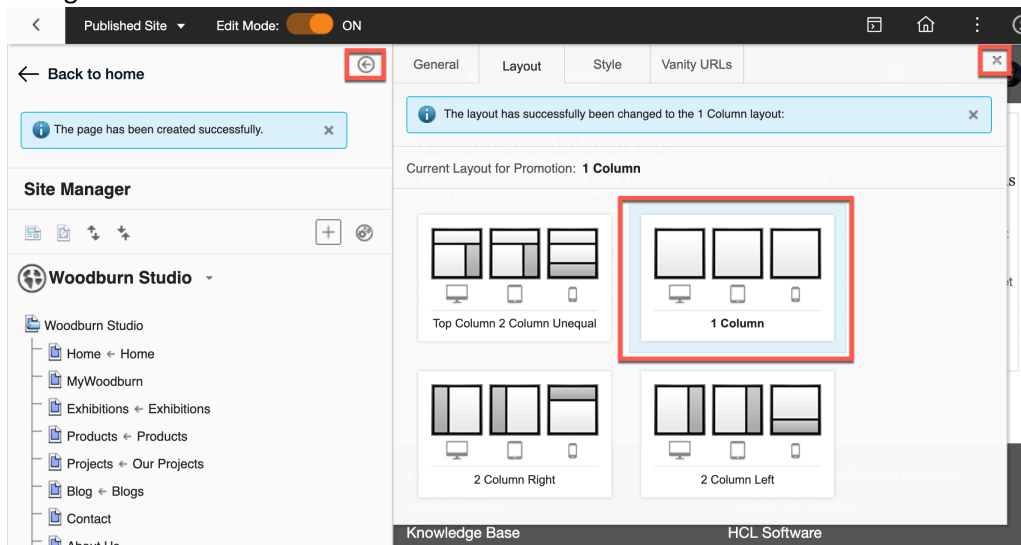 Published Site
Edit Mode: ON
Back to home
The page has been created successfully.
Site Manager
Woodburn Studio
Woodburn Studio
Home ← Home
MyWoodburn
Exhibitions ← Exhibitions
Products ← Products
Projects ← Our Projects
Blog ← Blogs
Contact
About Us
General
Layout
Style
Vanity URLs
The layout has successfully been changed to the 1 Column layout:
Current Layout for Promotion: 1 Column
Top Column 2 Column Unequal
1 Column
2 Column Right
2 Column Left
Knowledge Base
HCL Software